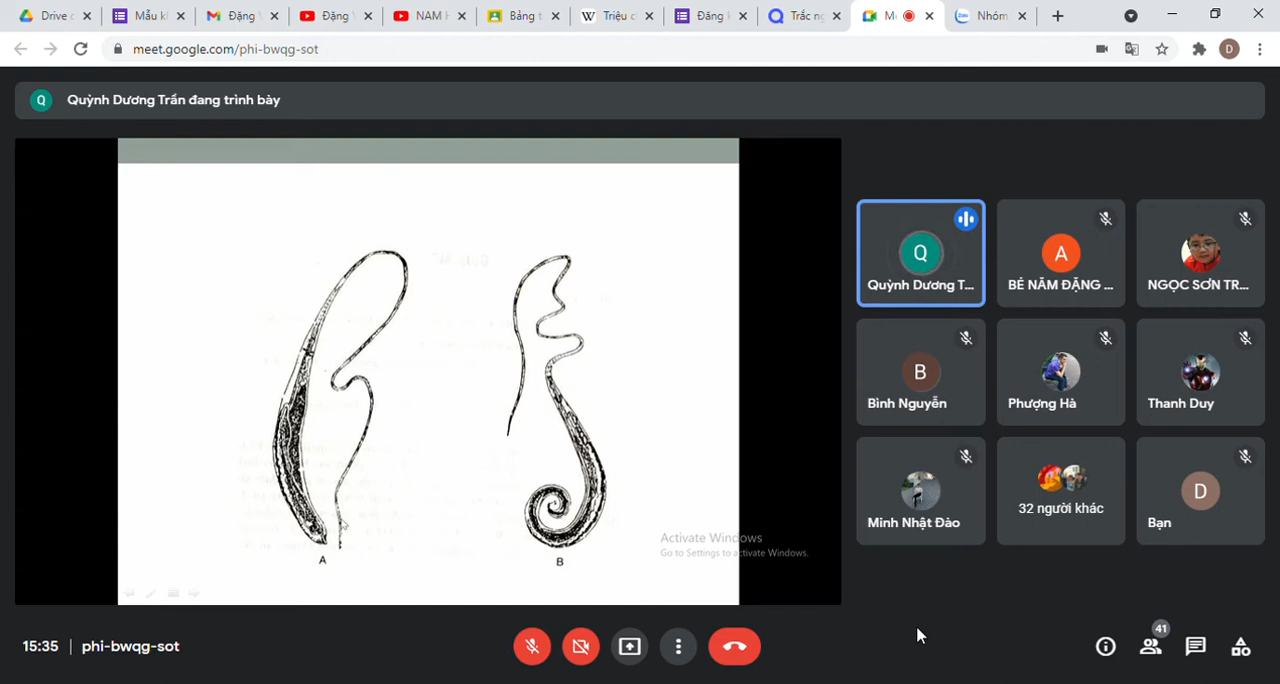 Drive c
Mẫu k
Đặng
Đặng
NAM
Bảng t
Triệu c
Đăng k
Trắc n
M
Nhóm
meet.google.com/phi-bwqg-sot
D
Q
Quỳnh Dương Trần đang trình bày
A
B
Activate Windows
Go to Settings to activate Windows.
Q
Quỳnh Dương T...
A
BÉ NĂM ĐẶNG ...
NGỌC SƠN TR...
B
Bình Nguyễn
Phượng Hà
Thanh Duy
Minh Nhật Đào
32 người khác
D
Bạn
15:35 | phi-bwqg-sot
41